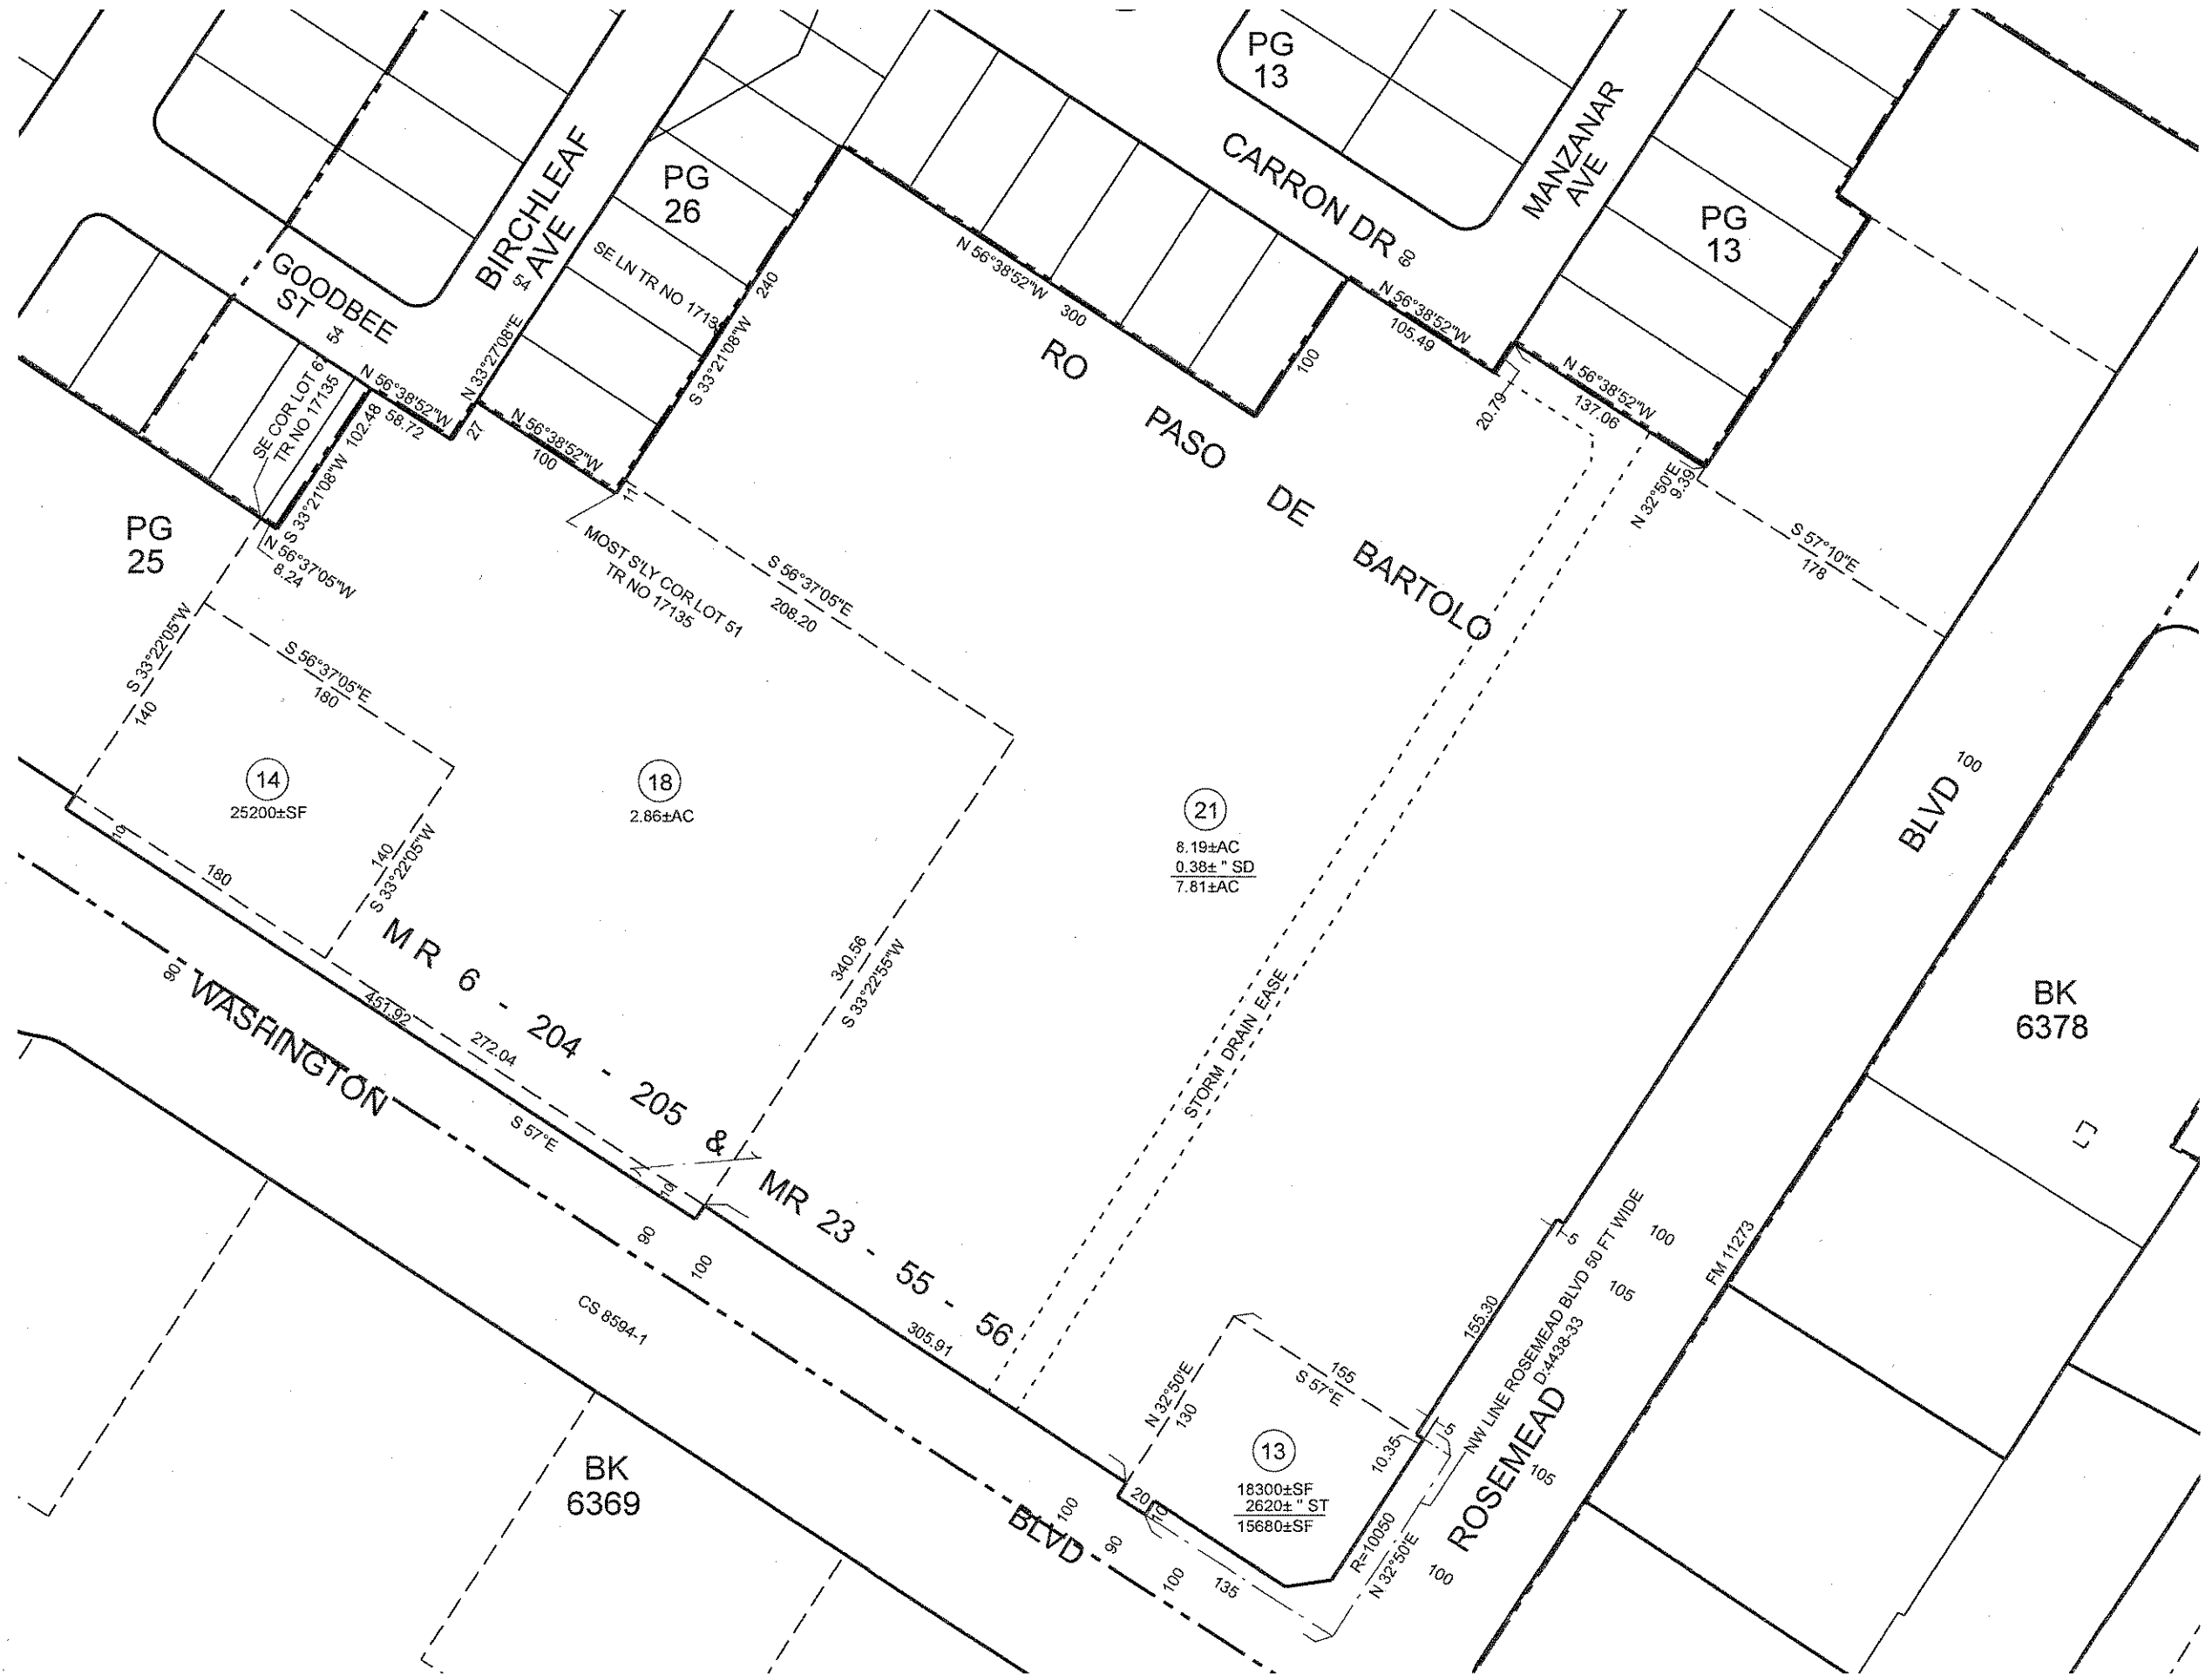 PG
13
CARRON DR 60
MANZANAR
AVE
PG
13
BIRCHLEAF
AVE
54
PG
26
SE LN TR NO 1713
GOODBEE
ST
54
N 33°27'08"E
240
S 33°21'08"W
N 56°38'52"W
300
100
N 56°38'52"W
105.49
20.79
N 56°38'52"W
137.06
N 32°50'E
9.39
S 57°10"E
178
RO
PASO
DE
BARTOLO
SE COR LOT 6
TR NO 17135
N 56°38'52"W
58.72
27
102.48
S 33°21'08"W
N 56°38'52"W
100
11
N 56°37'05"W
8.24
MOST S'LY COR LOT 51
TR NO 17135
S 56°37'05"E
208.20
PG
25
S 33°22'05"W
140
S 56°37'05"E
180
14
25200±SF
18
2.86±AC
21
8.19±AC
0.38± " SD
7.81±AC
10
180
140
S 33°22'05"W
340.56
S 33°22'55"W
BLVD
100
BK
6378
M R 6 - 204 - 205 & MR 23 - 55 - 56
90
WASHINGTON
451.92
272.04
S 57°E
10
90
100
305.91
STORM DRAIN EASE
CS 8594-1
BK
6369
N 32°50'E
130
155
S 57°E
155.30
5
NW LINE ROSEMEAD BLVD 50 FT WIDE
D:4438-33
100
105
FM 11273
5
10.35
13
18300±SF
2620± " ST
15680±SF
20
10
BLVD
100
90
100
135
R=10050
N 32°50'E
ROSEMEAD
105
100